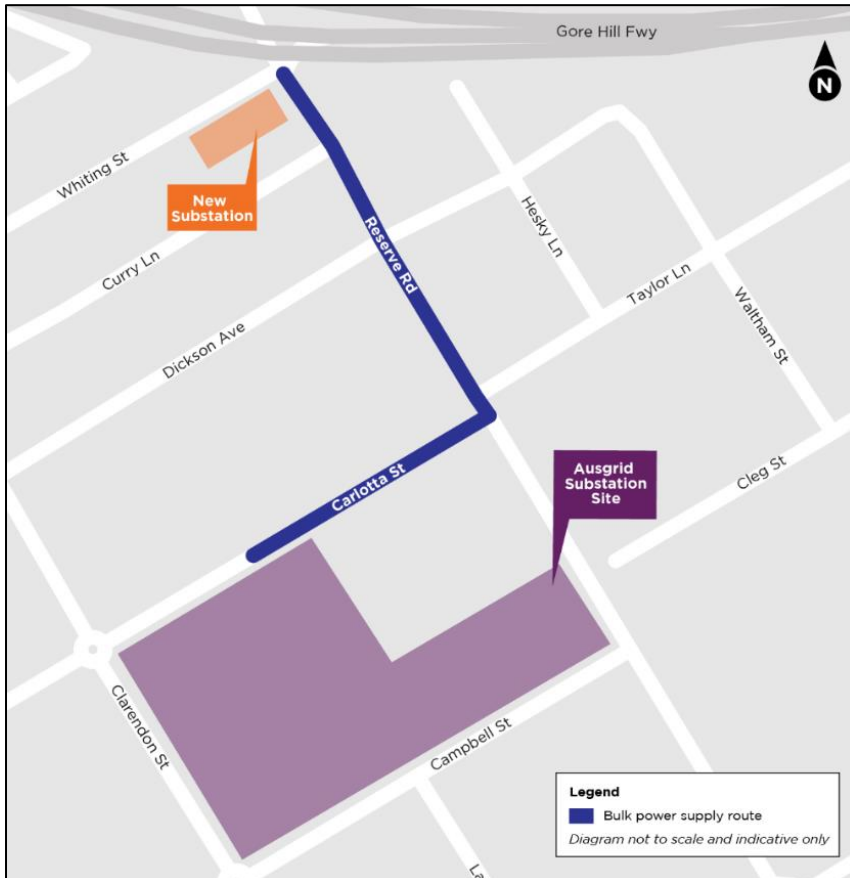 Gore Hill Fwy
N
Whiting St
New
Substation
Curry Ln
Reserve Rd
Hesky Ln
Dickson Ave
Taylor Ln
Waltham St
Carlotta St
Ausgrid
Substation
Site
Cleg St
Clarendon St
Campbell St
Legend
Bulk power supply route
Diagram not to scale and indicative only